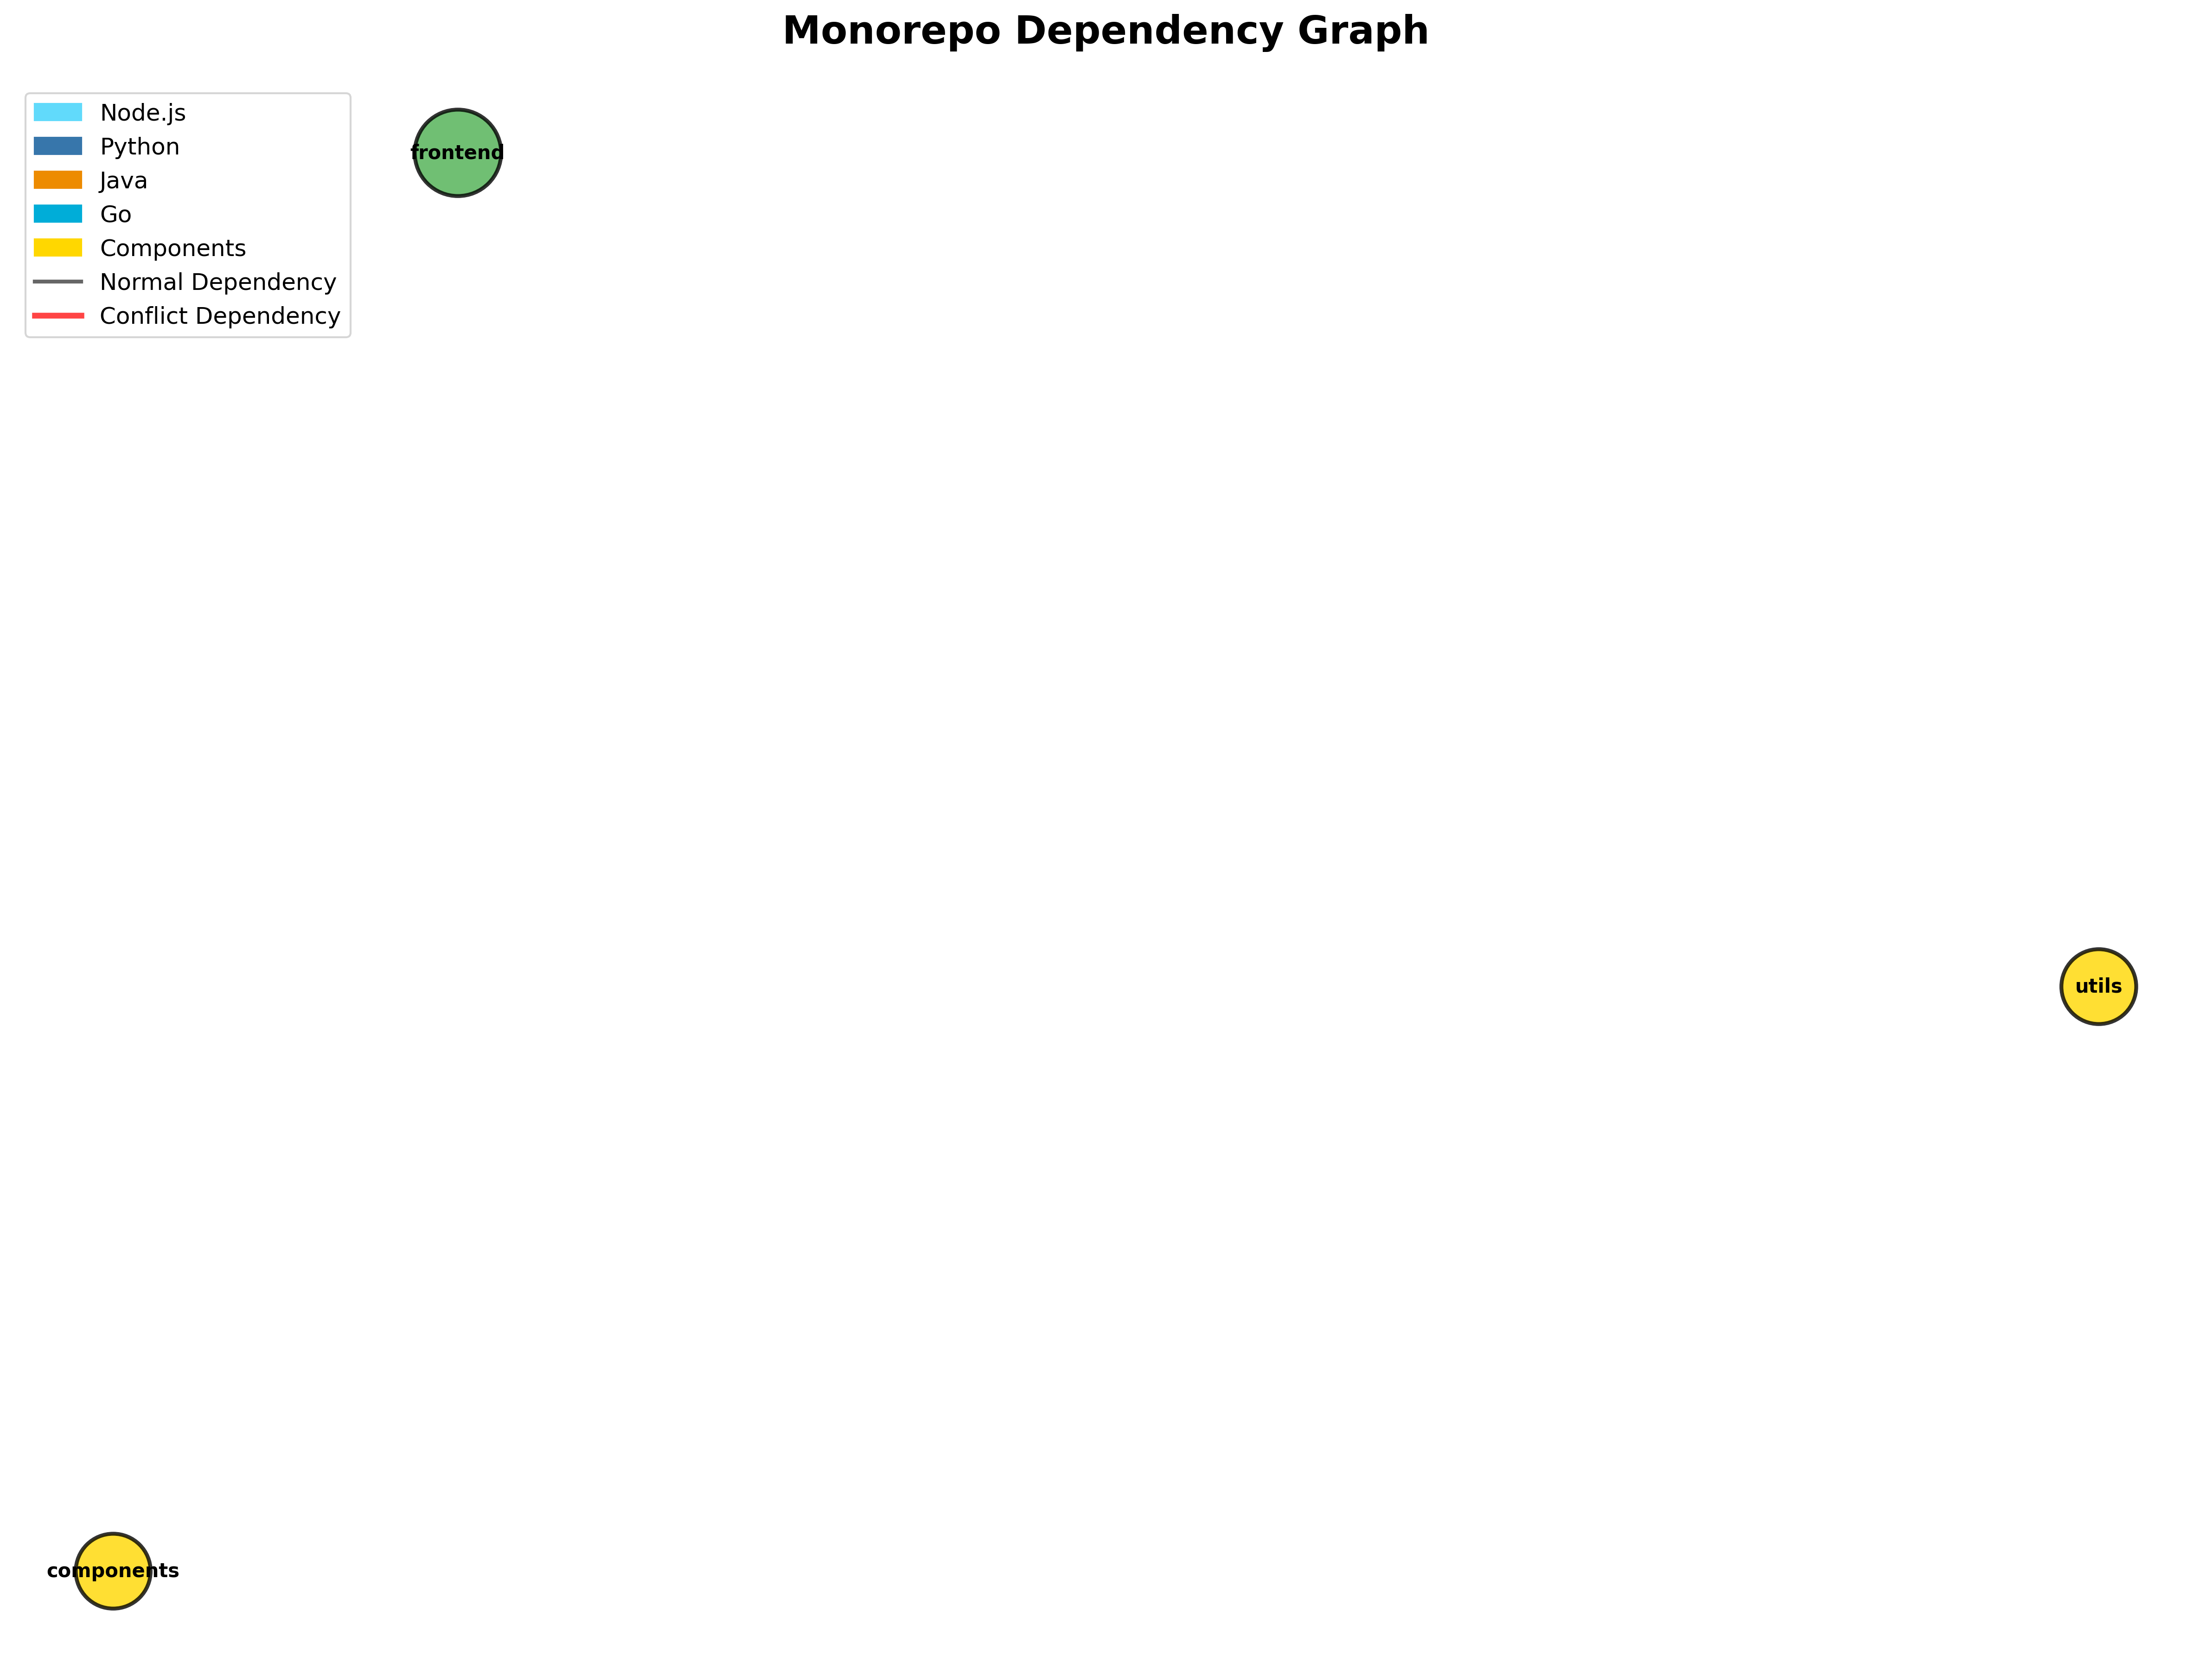 Monorepo Dependency Graph
Node.js
Python
Java
Go
Components
Normal Dependency
Conflict Dependency
frontend
utils
components